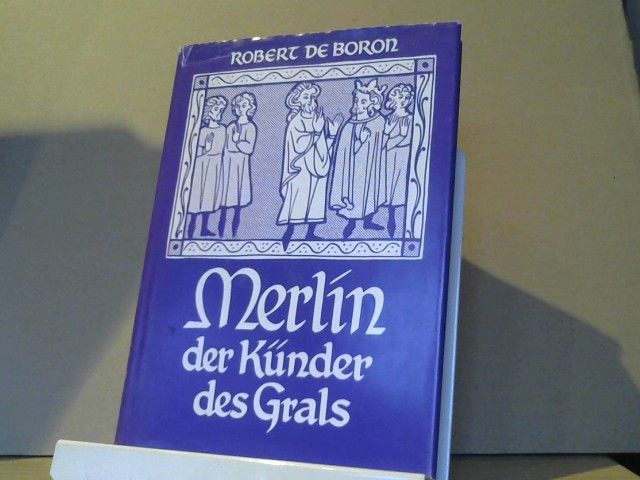 ROBERT DE BORON
Merlin
der Künder
des Grals